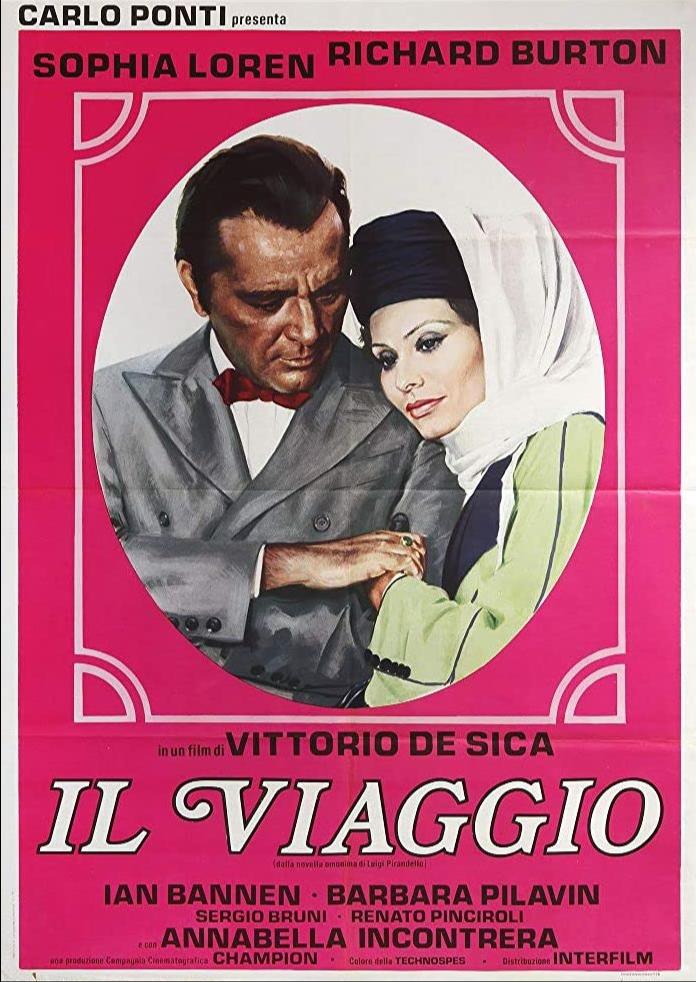 CARLO PONTI presenta
SOPHIA LOREN RICHARD BURTON
in un film di VITTORIO DE SICA
IL VIAGGIO
(dalla novella omonima di Luigi Pirandello)
IAN BANNEN · BARBARA PILAVIN
SERGIO BRUNI · RENATO PINCIROLI
e con ANNABELLA INCONTRERA
una produzione Compagnia Cinematografica CHAMPION · Colore della TECHNOSPES · Distribuzione INTERFILM